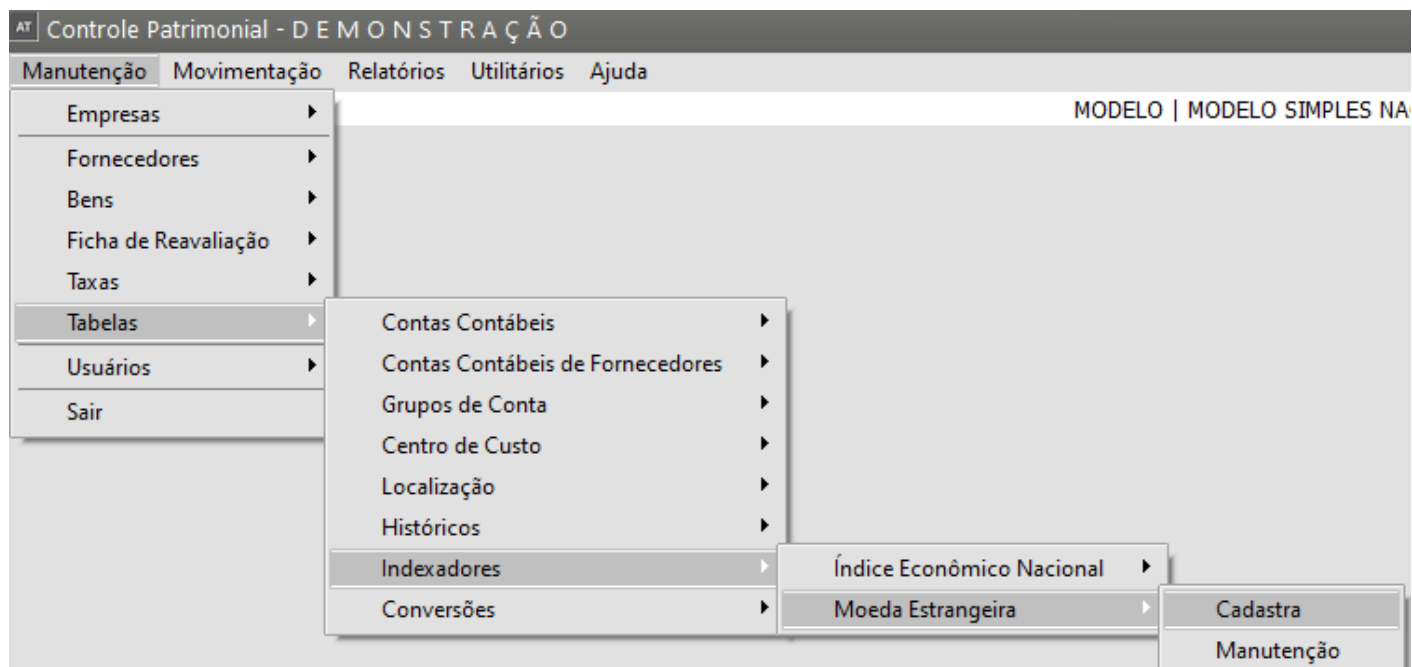 AT Controle Patrimonial - D E M O N S T R A Ç Ã O
Manutenção Movimentação Relatórios Utilitários Ajuda
MODELO | MODELO SIMPLES NA
Empresas
Fornecedores
Bens
Ficha de Reavaliação
Taxas
Tabelas
Usuários
Sair
Contas Contábeis
Contas Contábeis de Fornecedores
Grupos de Conta
Centro de Custo
Localização
Históricos
Indexadores
Conversões
Índice Econômico Nacional
Moeda Estrangeira
Cadastra
Manutenção